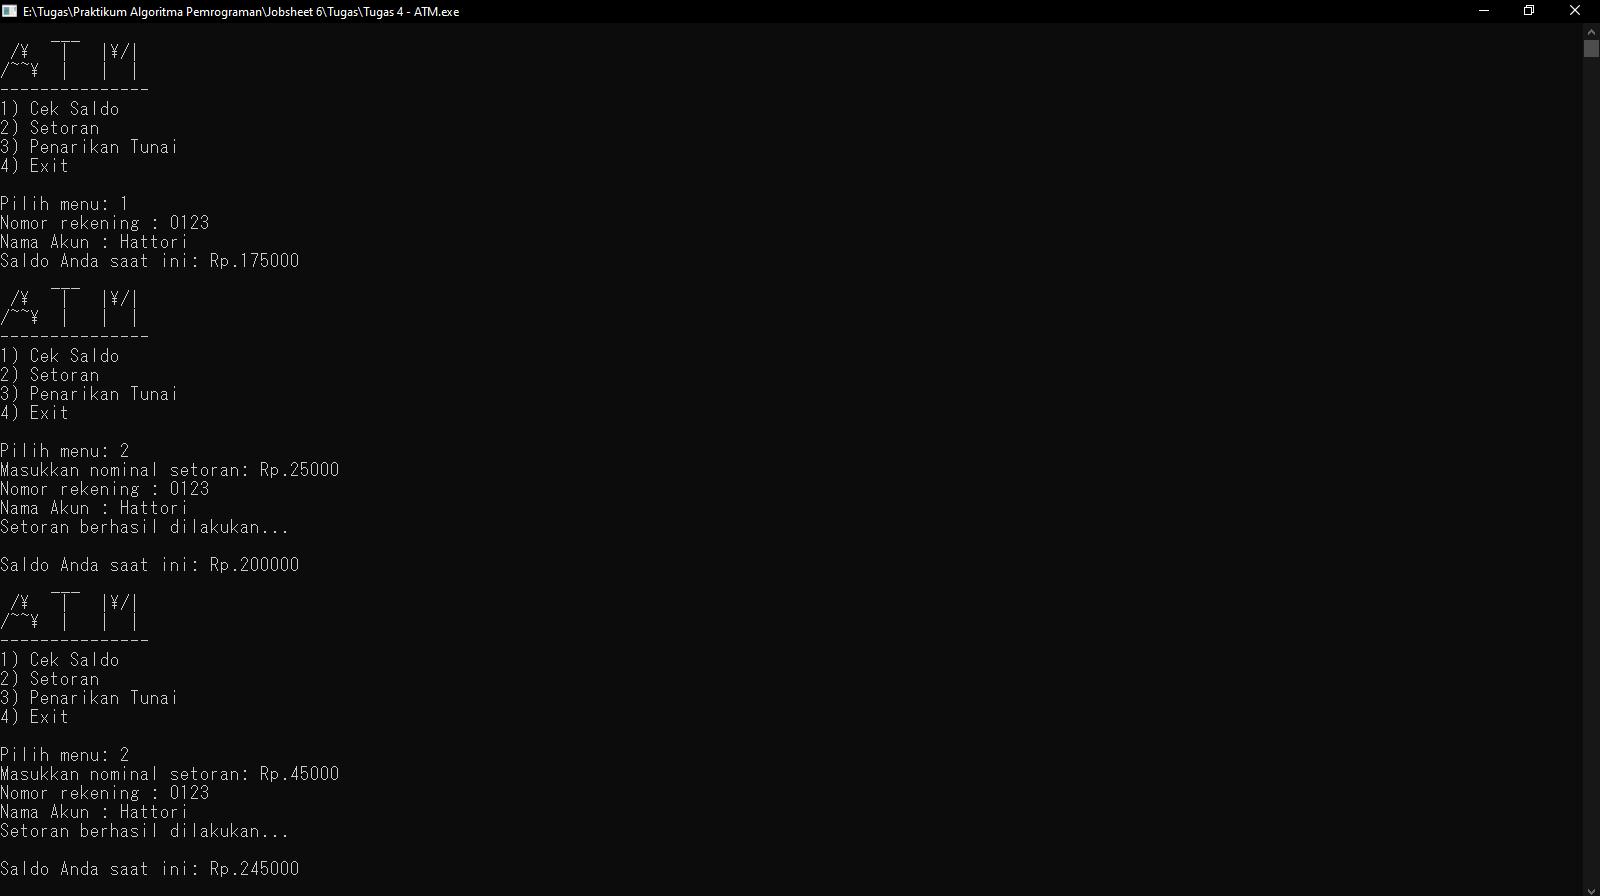 E:\Tugas\Praktikum Algoritma Pemrograman\Jobsheet 6\Tugas\Tugas 4 - ATM.exe
     ___
 /¥   |   |¥/|
/~~¥  |   |  |
---------------
1) Cek Saldo
2) Setoran
3) Penarikan Tunai
4) Exit

Pilih menu: 1
Nomor rekening : 0123
Nama Akun : Hattori
Saldo Anda saat ini: Rp.175000
     ___
 /¥   |   |¥/|
/~~¥  |   |  |
---------------
1) Cek Saldo
2) Setoran
3) Penarikan Tunai
4) Exit

Pilih menu: 2
Masukkan nominal setoran: Rp.25000
Nomor rekening : 0123
Nama Akun : Hattori
Setoran berhasil dilakukan...

Saldo Anda saat ini: Rp.200000
     ___
 /¥   |   |¥/|
/~~¥  |   |  |
---------------
1) Cek Saldo
2) Setoran
3) Penarikan Tunai
4) Exit

Pilih menu: 2
Masukkan nominal setoran: Rp.45000
Nomor rekening : 0123
Nama Akun : Hattori
Setoran berhasil dilakukan...

Saldo Anda saat ini: Rp.245000